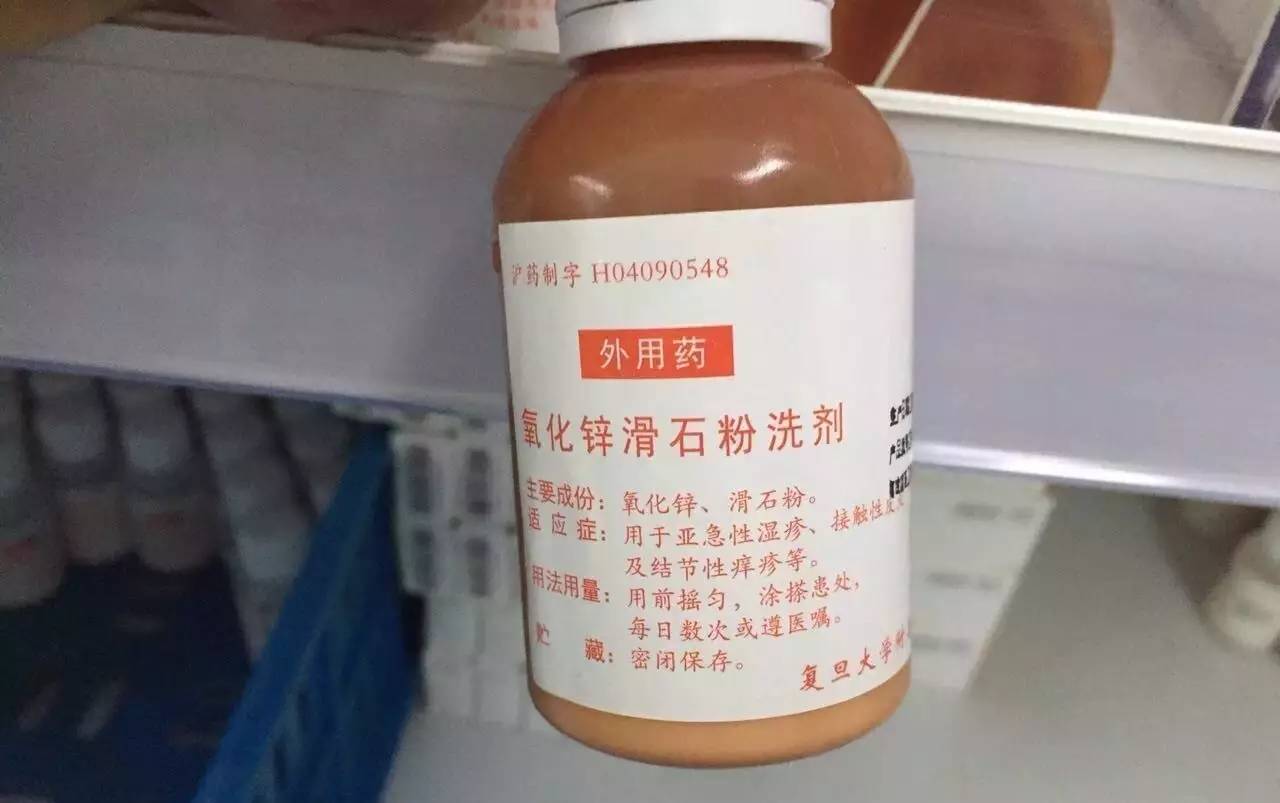 沪药制字 H04090548
外用药
氧化锌滑石粉洗剂
主要成份：氧化锌、滑石粉。
适应症：用于亚急性湿疹、接触性皮
及结节性痒疹等。
用法用量：用前摇匀，涂搽患处，
每日数次或遵医嘱。
贮藏：密闭保存。
复旦大学附